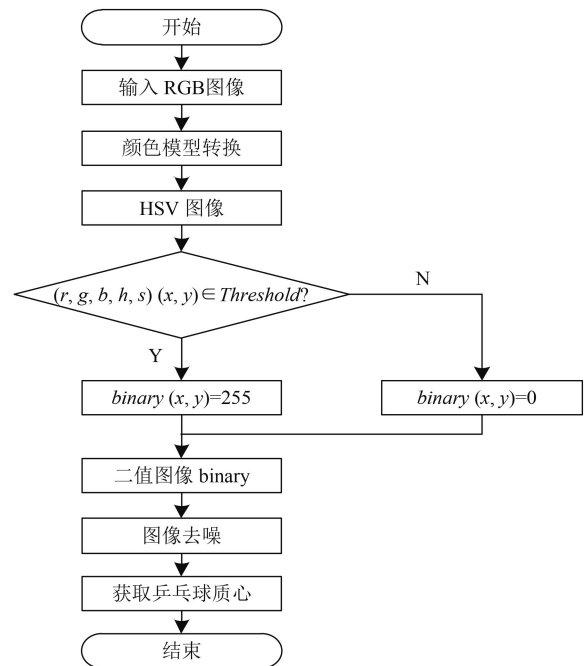 开始
输入 RGB图像
颜色模型转换
HSV 图像
(r, g, b, h, s) (x, y)∈Threshold?
N
Y
binary (x, y)=255
binary (x, y)=0
二值图像 binary
图像去噪
获取乒乓球质心
结束